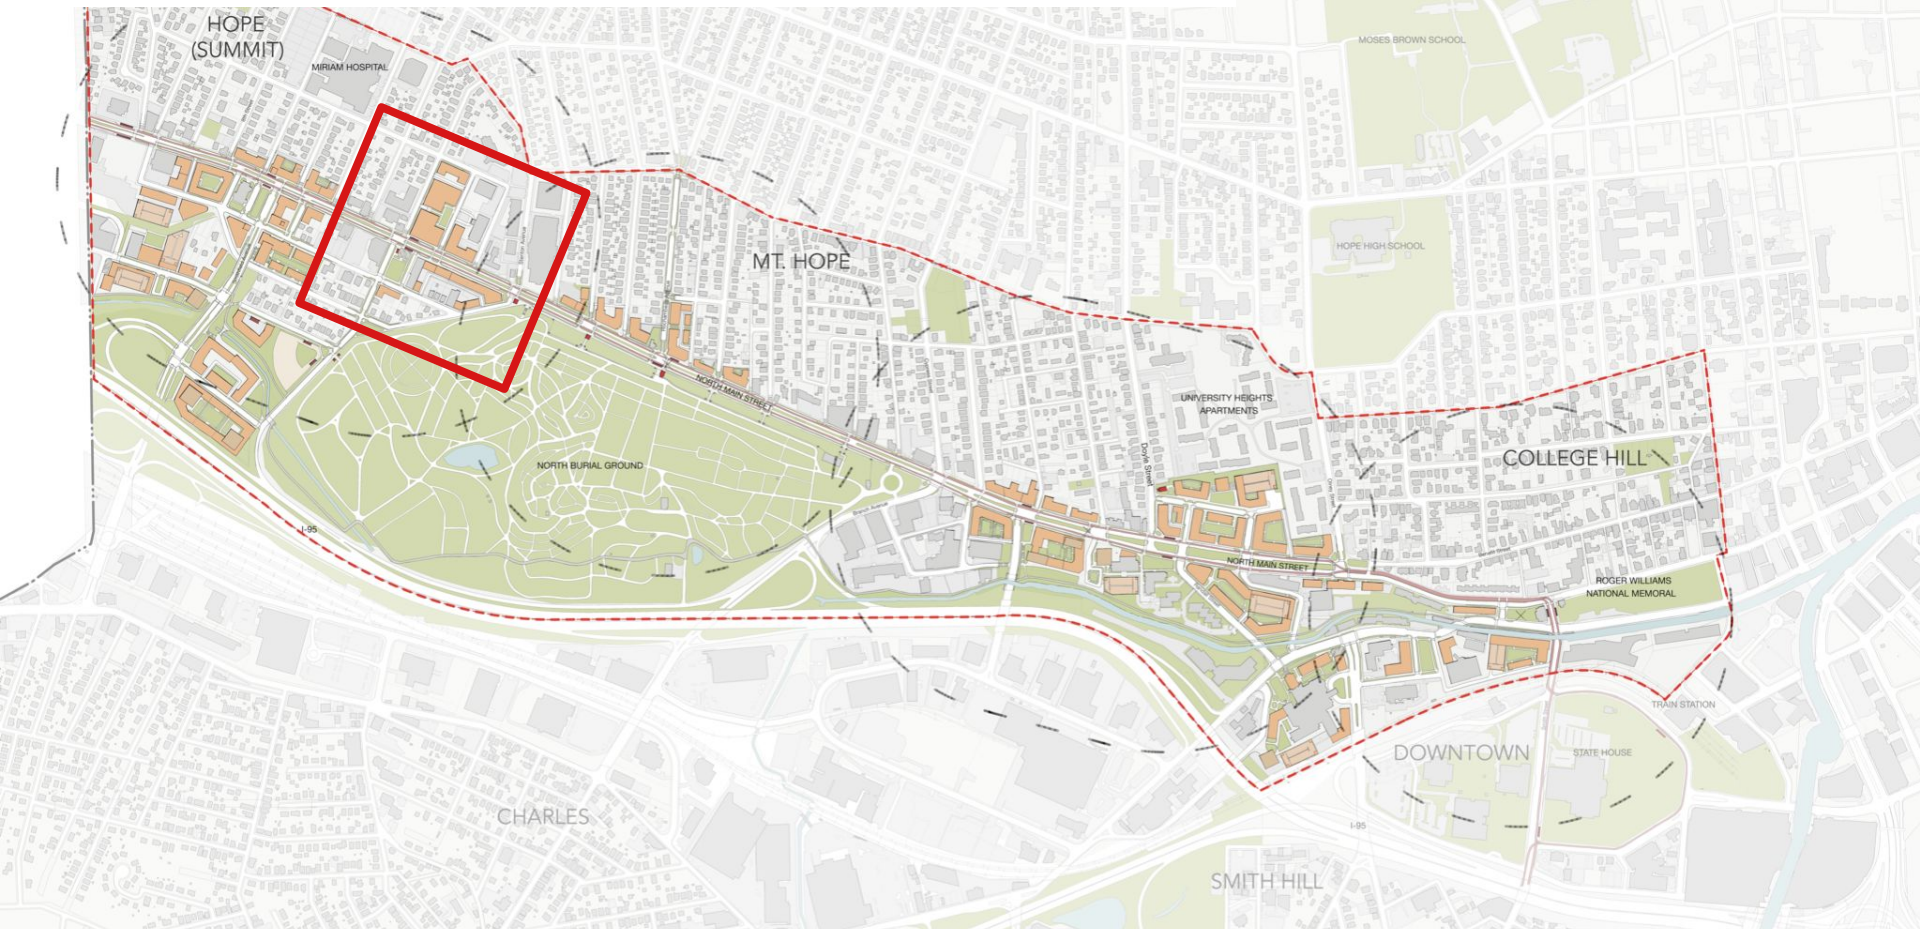 HOPE
(SUMMIT)
MIRIAM HOSPITAL
MOSES BROWN SCHOOL
HOPE HIGH SCHOOL
MT. HOPE
NORTH MAIN STREET
UNIVERSITY HEIGHTS
APARTMENTS
Doyle Street
COLLEGE HILL
NORTH BURIAL GROUND
Branch Avenue
I-95
NORTH MAIN STREET
ROGER WILLIAMS
NATIONAL MEMORAL
TRAIN STATION
STATE HOUSE
DOWNTOWN
CHARLES
I-95
SMITH HILL